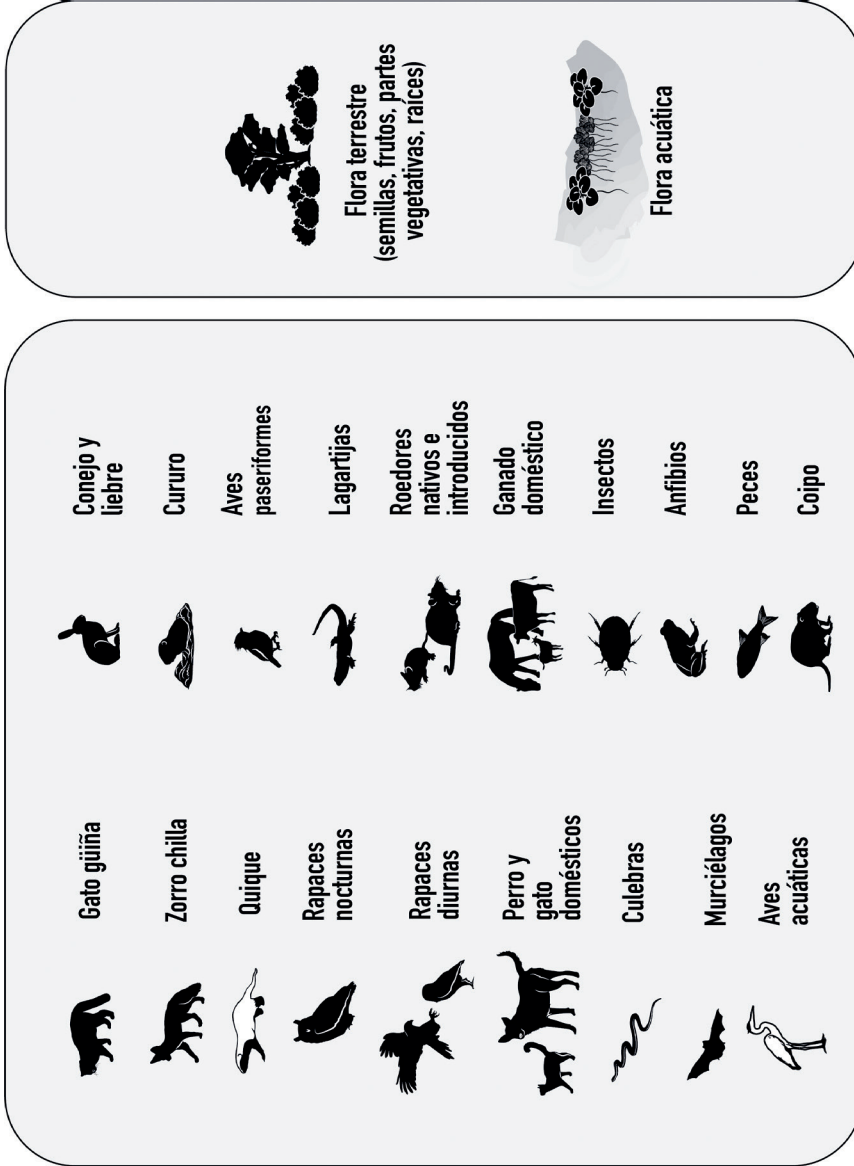 Gato güiña
Zorro chilla
Quique
Rapaces
nocturnas
Rapaces
diurnas
Perro y
gato
domésticos
Culebras
Murciélagos
Aves
acuáticas
Conejo y
liebre
Cururo
Aves
paseriformes
Lagartijas
Roedores
nativos e
introducidos
Ganado
doméstico
Insectos
Anfibios
Peces
Coipo
Flora terrestre
(semillas, frutos, partes
vegetativas, raíces)
Flora acuática